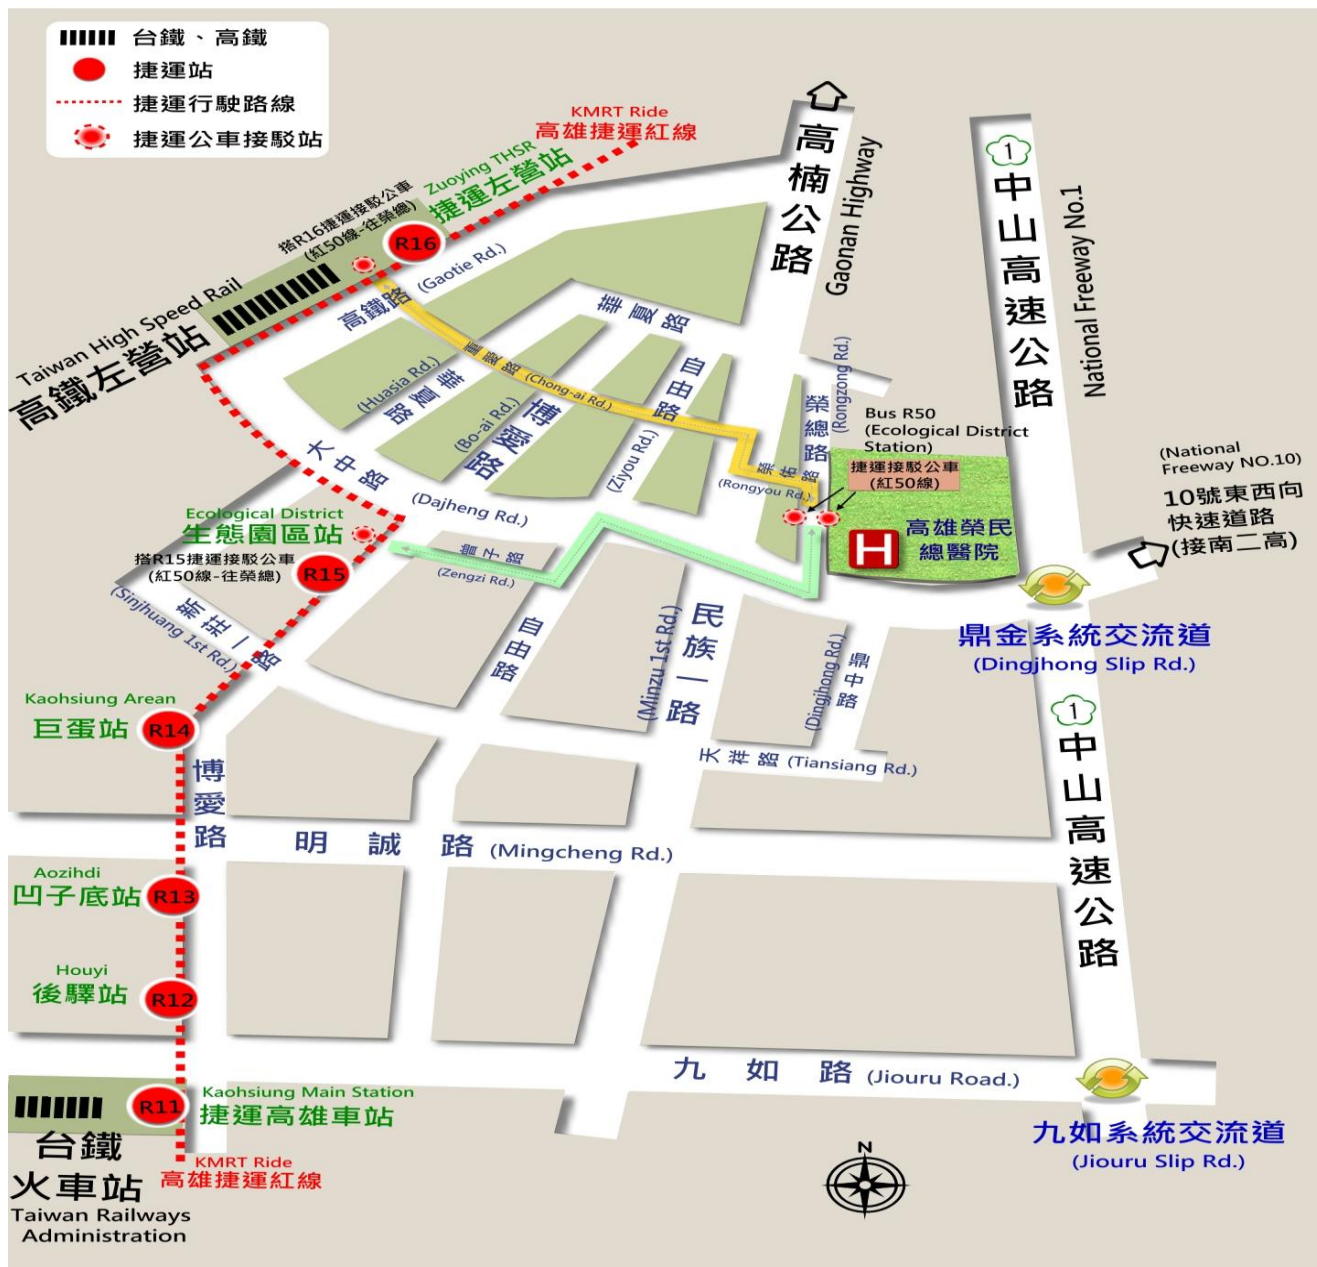 台鐵、高鐵
捷運站
捷運行駛路線
捷運公車接駁站
KMRT Ride
高雄捷運紅線
Zuoying THSR
捷運左營站
搭R16捷運接駁公車
(紅50線-往榮總)
R16
Taiwan High Speed Rail
高鐵左營站
高鐵路 (Gaotie Rd.)
高楠公路
Gaonan Highway
1
中山高速公路
National Freeway No.1
華夏路
重愛路 (Chong-ai Rd.)
自由路
(Ziyou Rd.)
華夏路
(Huasia Rd.)
博愛路
(Bo-ai Rd.)
榮總路
(Rongzong Rd.)
榮佑路
(Rongyou Rd.)
Bus R50
(Ecological District
Station)
捷運接駁公車
(紅50線)
H
高雄榮民
總醫院
(National
Freeway NO.10)
10號東西向
快速道路
(接南二高)
大中路
(Dajheng Rd.)
Ecological District
生態園區站
搭R15捷運接駁公車
(紅50線-往榮總)
R15
曾子路
(Zengzi Rd.)
新莊一路
(Sinjhuang 1st Rd.)
自由路
民族一路
(Minzu 1st Rd.)
鼎中路
(Dingjhong Rd.)
鼎金系統交流道
(Dingjhong Slip Rd.)
Kaohsiung Arean
巨蛋站
R14
博愛路
天祥路 (Tiansiang Rd.)
1
中山高速公路
明誠路 (Mingcheng Rd.)
Aozihdi
凹子底站
R13
Houyi
後驛站
R12
九如路 (Jiouru Road.)
R11
Kaohsiung Main Station
捷運高雄車站
九如系統交流道
(Jiouru Slip Rd.)
台鐵
火車站
Taiwan Railways
Administration
KMRT Ride
高雄捷運紅線
N